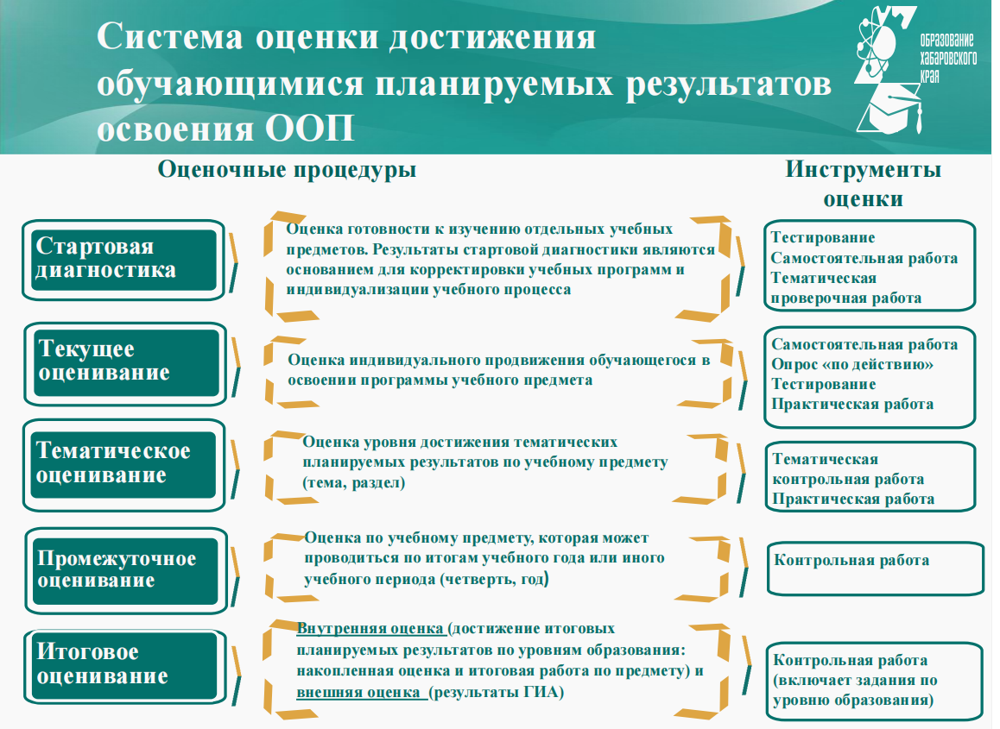 Система оценки достижения
обучающимися планируемых результатов
освоения ООП
ОБРАЗОВАНИЕ
ХАБАРОВСКОГО
КРАЯ
Оценочные процедуры
Инструменты
оценки
Стартовая
диагностика
Оценка готовности к изучению отдельных учебных
предметов. Результаты стартовой диагностики являются
основанием для корректировки учебных программ и
индивидуализации учебного процесса
Тестирование
Самостоятельная работа
Тематическая
проверочная работа
Текущее
оценивание
Оценка индивидуального продвижения обучающегося в
освоении программы учебного предмета
Самостоятельная работа
Опрос «по действию»
Тестирование
Практическая работа
Тематическое
оценивание
Оценка уровня достижения тематических
планируемых результатов по учебному предмету
(тема, раздел)
Тематическая
контрольная работа
Практическая работа
Промежуточное
оценивание
Оценка по учебному предмету, которая может
проводиться по итогам учебного года или иного
учебного периода (четверть, год)
Контрольная работа
Итоговое
оценивание
Внутренняя оценка (достижение итоговых
планируемых результатов по уровням образования:
накопленная оценка и итоговая работа по предмету) и
внешняя оценка (результаты ГИА)
Контрольная работа
(включает задания по
уровню образования)